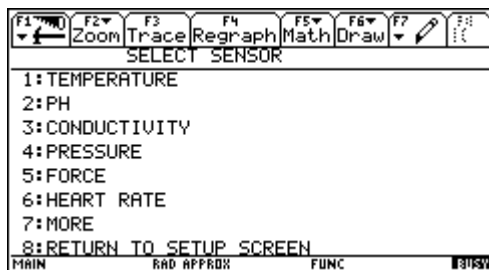 F1 F2 Zoom F3 Trace F4 Regraph F5 Math F6 Draw F7
SELECT SENSOR
1:TEMPERATURE
2:PH
3:CONDUCTIVITY
4:PRESSURE
5:FORCE
6:HEART RATE
7:MORE
8:RETURN TO SETUP SCREEN
MAIN RAD APPROX FUNC BUSY